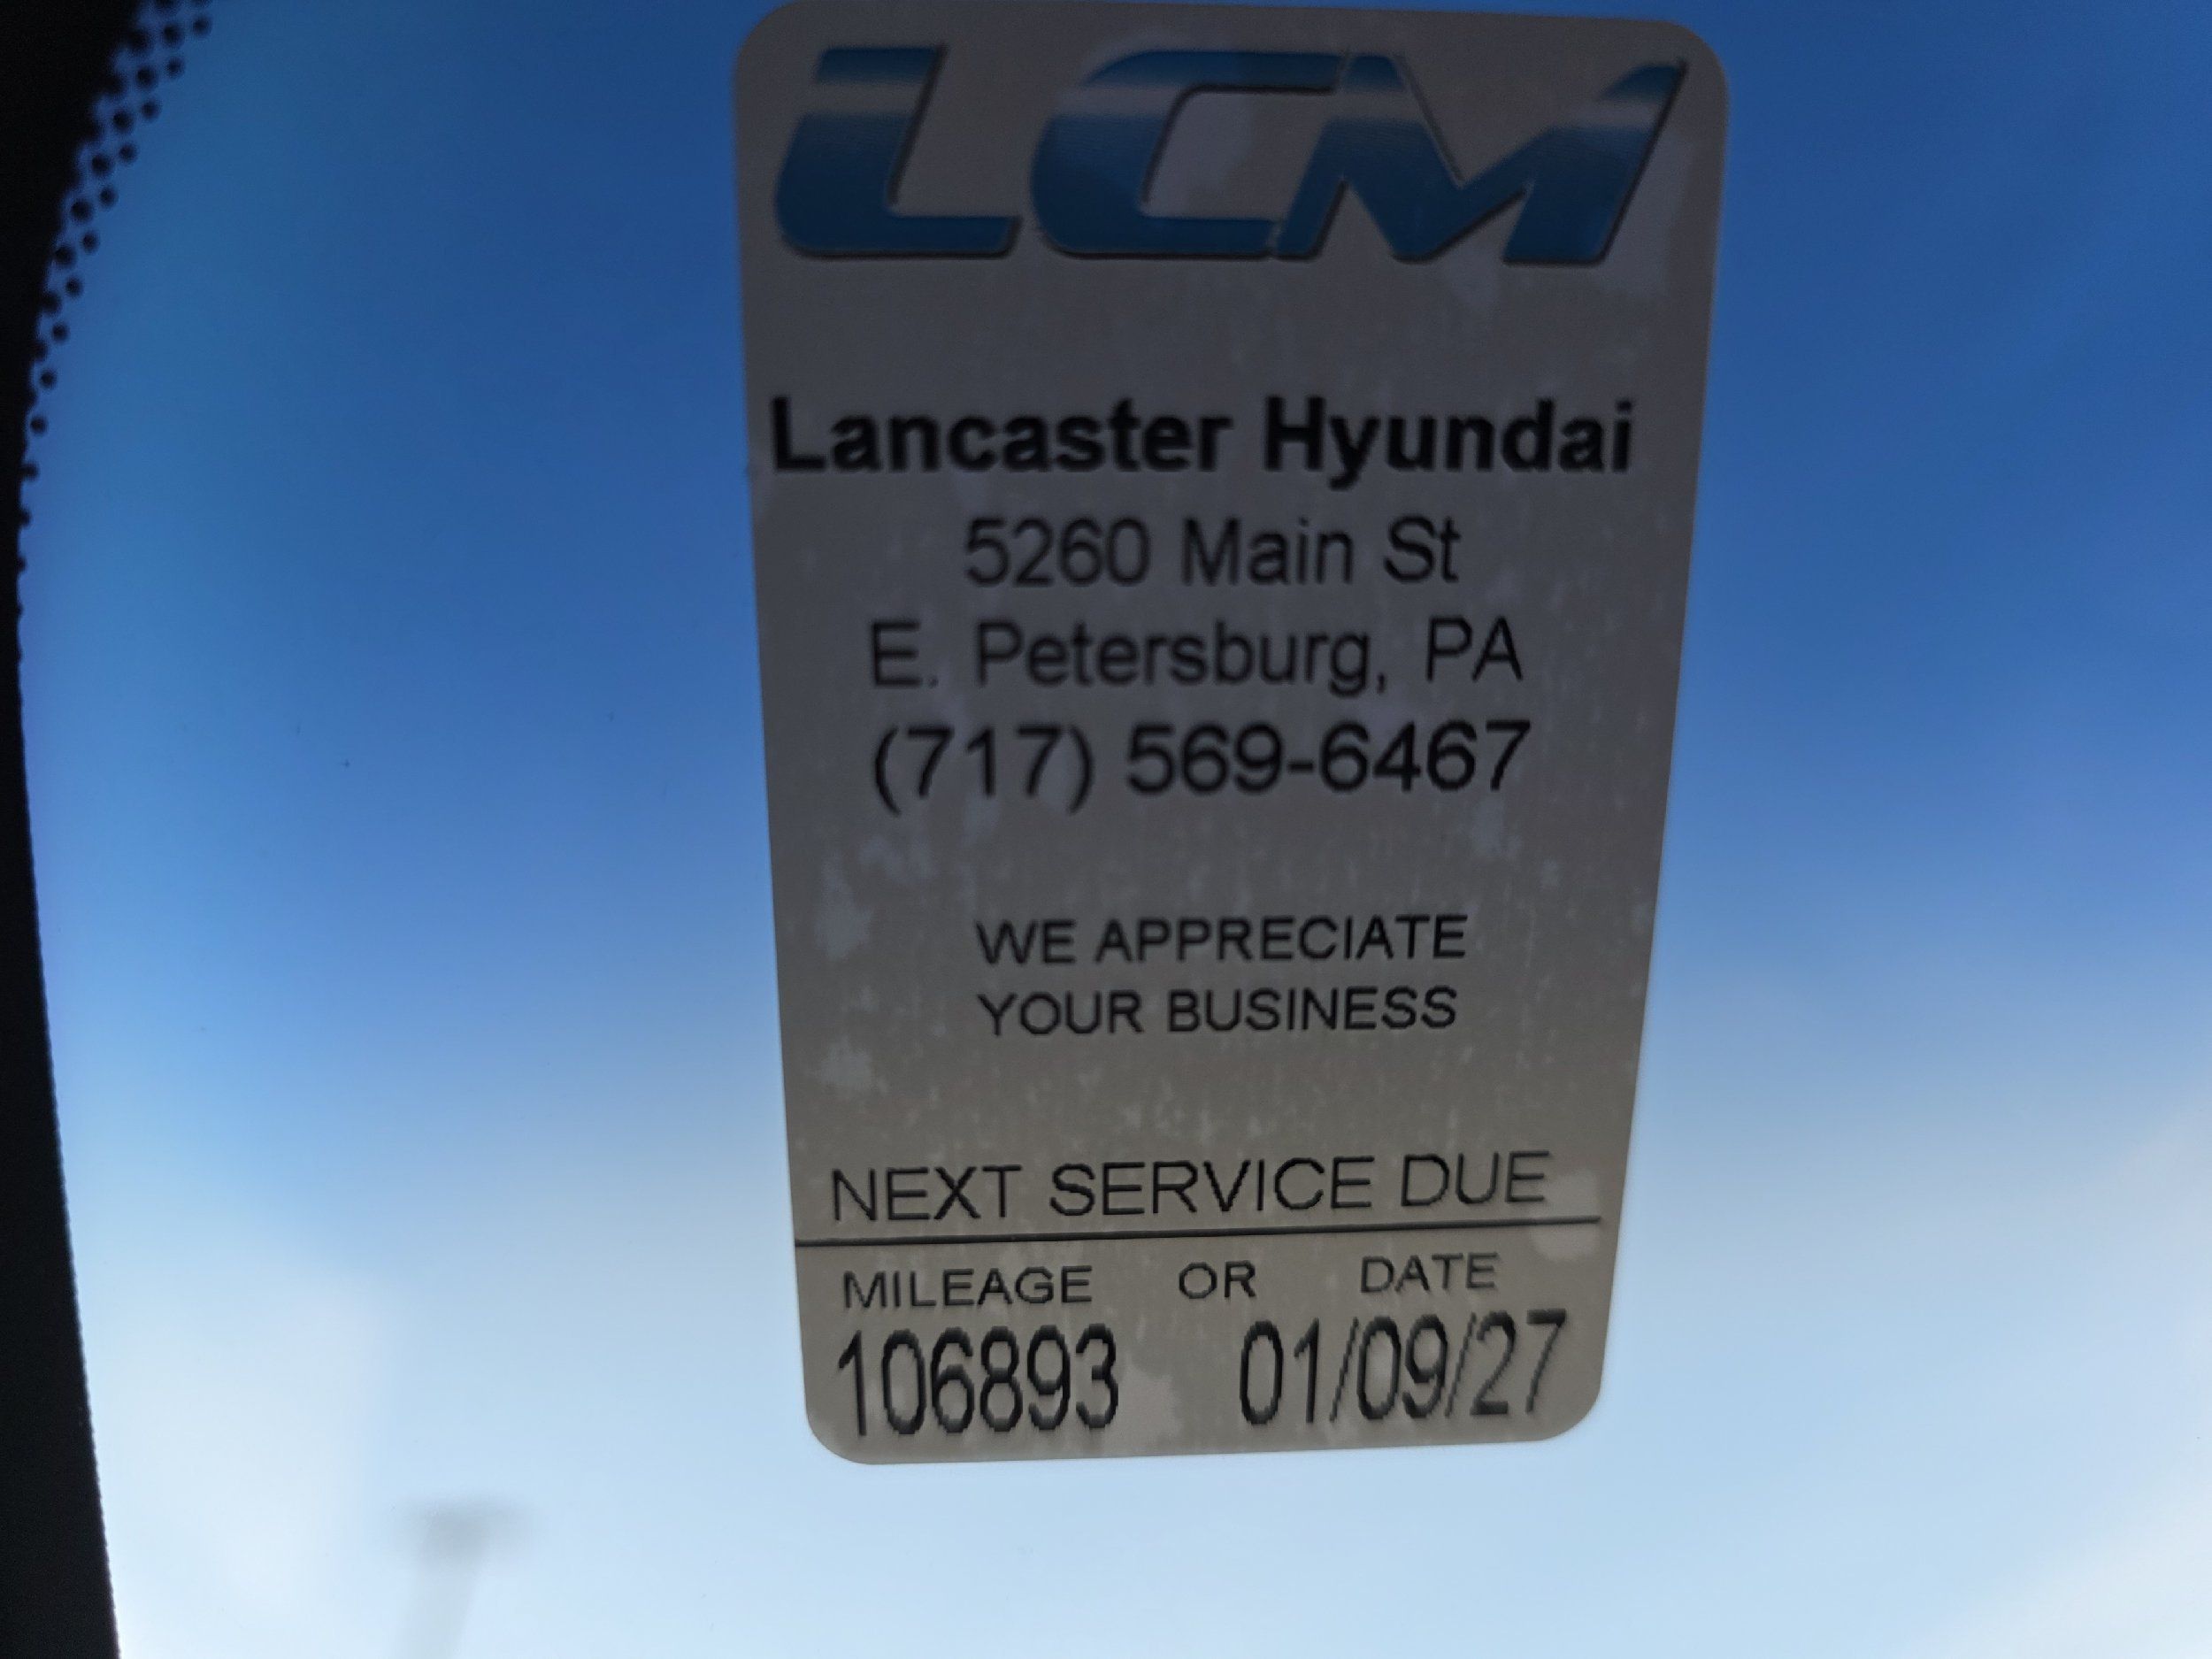 LCM
Lancaster Hyundai
5260 Main St
E. Petersburg, PA
(717) 569-6467
WE APPRECIATE
YOUR BUSINESS
NEXT SERVICE DUE
MILEAGE OR DATE
106893 01/09/27